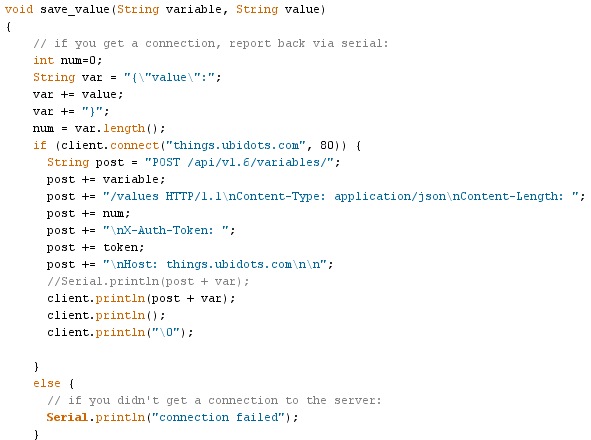 void save_value(String variable, String value)
{
    // if you get a connection, report back via serial:
    int num=0;
    String var = "{\"value\":";
    var += value;
    var += "}";
    num = var.length();
    if (client.connect("things.ubidots.com", 80)) {
      String post = "POST /api/v1.6/variables/";
      post += variable;
      post += "/values HTTP/1.1\nContent-Type: application/json\nContent-Length: ";
      post += num;
      post += "\nX-Auth-Token: ";
      post += token;
      post += "\nHost: things.ubidots.com\n\n";
      //Serial.println(post + var);
      client.println(post + var);
      client.println();
      client.println("\0");

    }
    else {
      // if you didn't get a connection to the server:
      Serial.println("connection failed");
    }